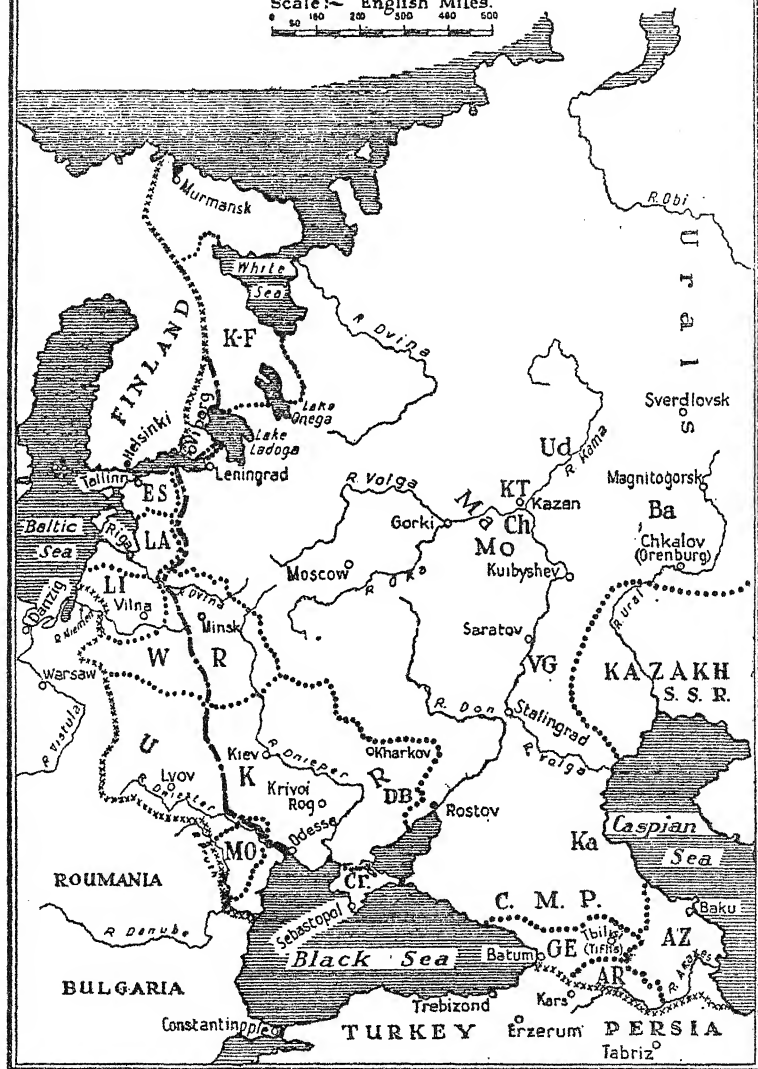 Scale:~ English Miles.
0 50 100 200 300 400 500
Murmansk
R. Obi
Ural S
White
Sea
R. Dvina
FINLAND
K-F
Sverdlovsk
Helsinki
Viborg
Lake
Onega
Lake
Ladoga
Leningrad
Ud
R. Kama
Tallinn
ES
R. Volga
KT
Kazan
Magnitogorsk
Ma
Ba
Baltic
Sea
Riga
LA
Gorki
Ch
Mo
Chkalov
(Orenburg)
Moscow
R. Oka
Kuibyshev
LI
Vilna
Dvina
Danzig
R. Niemen
Minsk
R. Ural
Saratov
W
R
KAZAKH
S. S. R.
Warsaw
VG
R. Don
Stalingrad
R. Vistula
U
Kiev
R. Dnieper
Kharkov
R. Volga
Lvov
K
R
DB
R. Dniester
Krivoi
Rog
Rostov
R. Pruth
Odessa
Caspian
Sea
MO
Ka
ROUMANIA
Cr.
Sebastopol
C. M. P.
Baku
R. Danube
Tbilisi
(Tiflis)
GE
AZ
Black Sea
Batum
AR
R. Araxes
BULGARIA
Kars
Trebizond
Constantinople
TURKEY
Erzerum
PERSIA
Tabriz